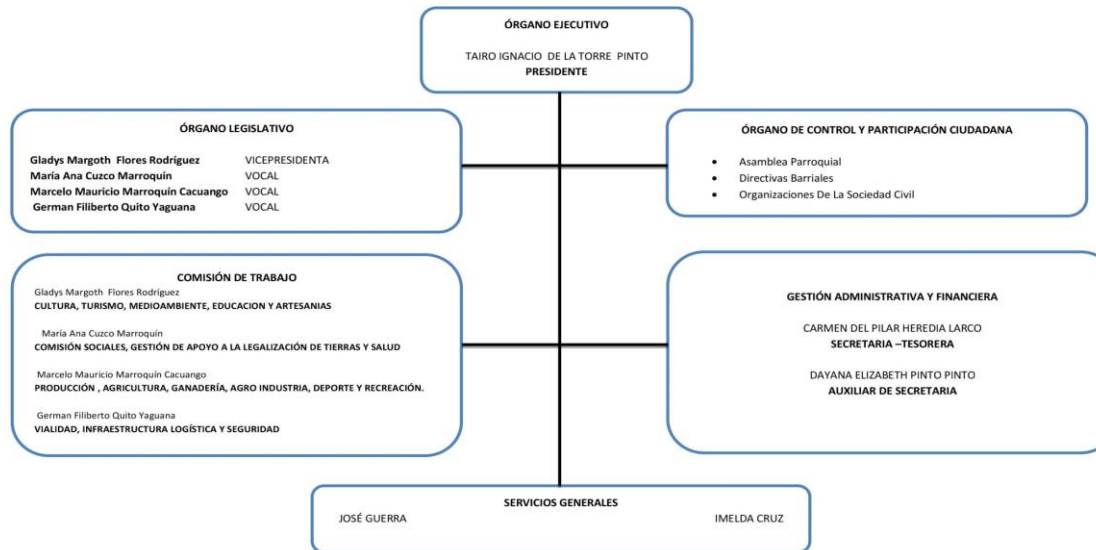 ÓRGANO EJECUTIVO
TAIRO IGNACIO DE LA TORRE PINTO
PRESIDENTE
ÓRGANO LEGISLATIVO
Gladys Margoth Flores Rodríguez VICEPRESIDENTA
María Ana Cuzco Marroquín VOCAL
Marcelo Mauricio Marroquín Cacuango VOCAL
German Filiberto Quito Yaguana VOCAL
ÓRGANO DE CONTROL Y PARTICIPACIÓN CIUDADANA
• Asamblea Parroquial
• Directivas Barriales
• Organizaciones De La Sociedad Civil
COMISIÓN DE TRABAJO
Gladys Margoth Flores Rodríguez
CULTURA, TURISMO, MEDIOAMBIENTE, EDUCACION Y ARTESANIAS
María Ana Cuzco Marroquín
COMISIÓN SOCIALES, GESTIÓN DE APOYO A LA LEGALIZACIÓN DE TIERRAS Y SALUD
Marcelo Mauricio Marroquín Cacuango
PRODUCCIÓN , AGRICULTURA, GANADERÍA, AGRO INDUSTRIA, DEPORTE Y RECREACIÓN.
German Filiberto Quito Yaguana
VIALIDAD, INFRAESTRUCTURA LOGÍSTICA Y SEGURIDAD
GESTIÓN ADMINISTRATIVA Y FINANCIERA
CARMEN DEL PILAR HEREDIA LARCO
SECRETARIA –TESORERA
DAYANA ELIZABETH PINTO PINTO
AUXILIAR DE SECRETARIA
SERVICIOS GENERALES
JOSÉ GUERRA IMELDA CRUZ